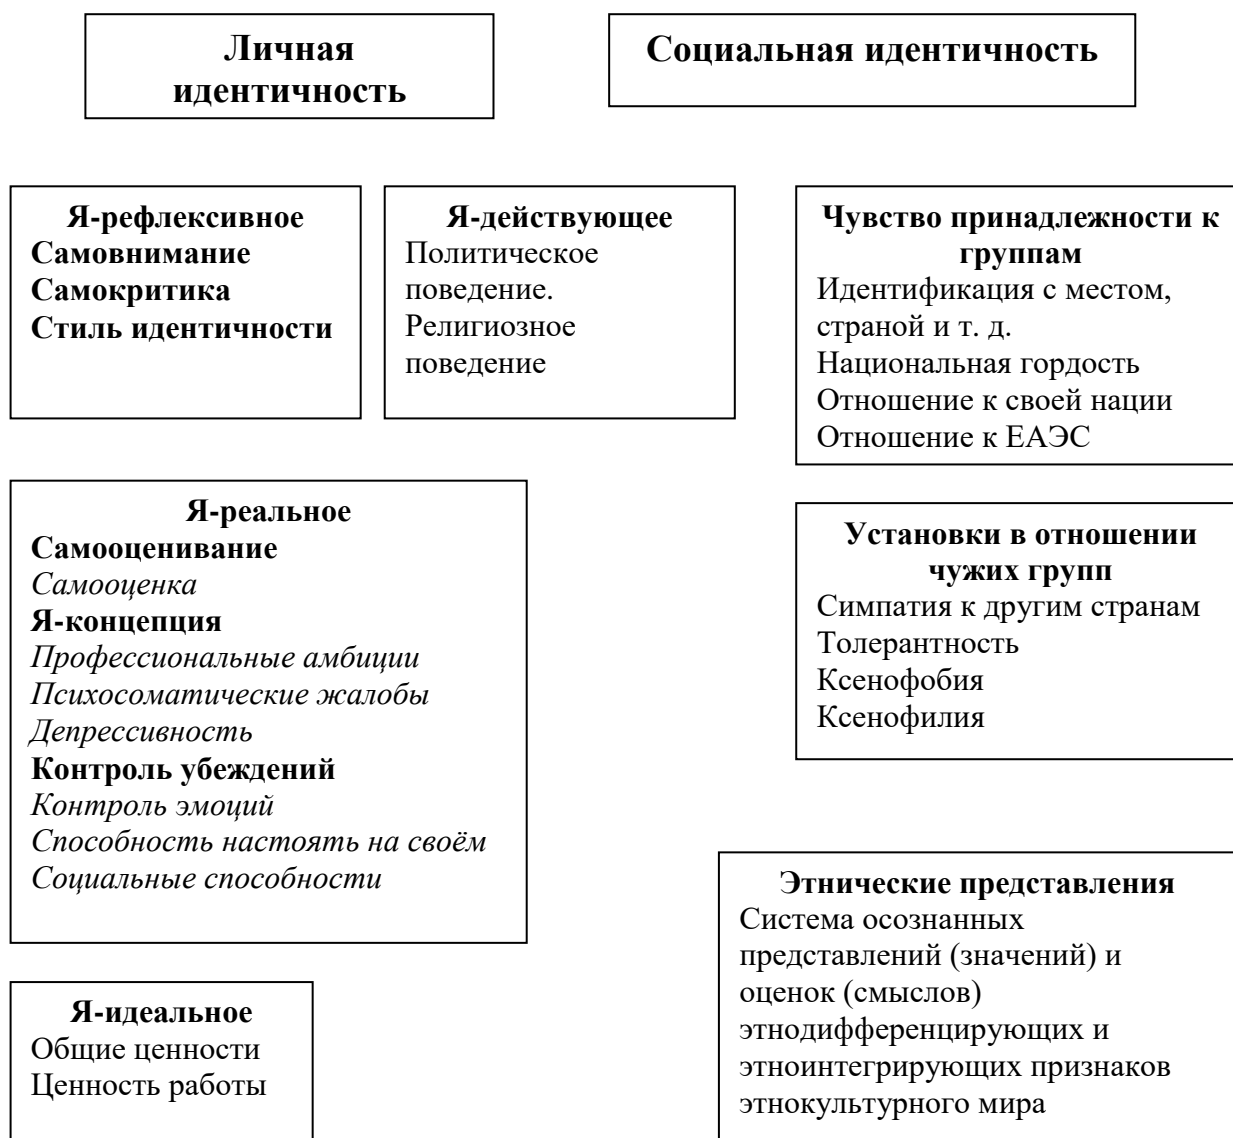 Личная
идентичность
Социальная идентичность
Я-рефлексивное
Самовнимание
Самокритика
Стиль идентичности
Я-действующее
Политическое
поведение.
Религиозное
поведение
Чувство принадлежности к
группам
Идентификация с местом,
страной и т. д.
Национальная гордость
Отношение к своей нации
Отношение к ЕАЭС
Я-реальное
Самооценивание
Самооценка
Я-концепция
Профессиональные амбиции
Психосоматические жалобы
Депрессивность
Контроль убеждений
Контроль эмоций
Способность настоять на своём
Социальные способности
Установки в отношении
чужих групп
Симпатия к другим странам
Толерантность
Ксенофобия
Ксенофилия
Я-идеальное
Общие ценности
Ценность работы
Этнические представления
Система осознанных
представлений (значений) и
оценок (смыслов)
этнодифференцирующих и
этноинтегрирующих признаков
этнокультурного мира